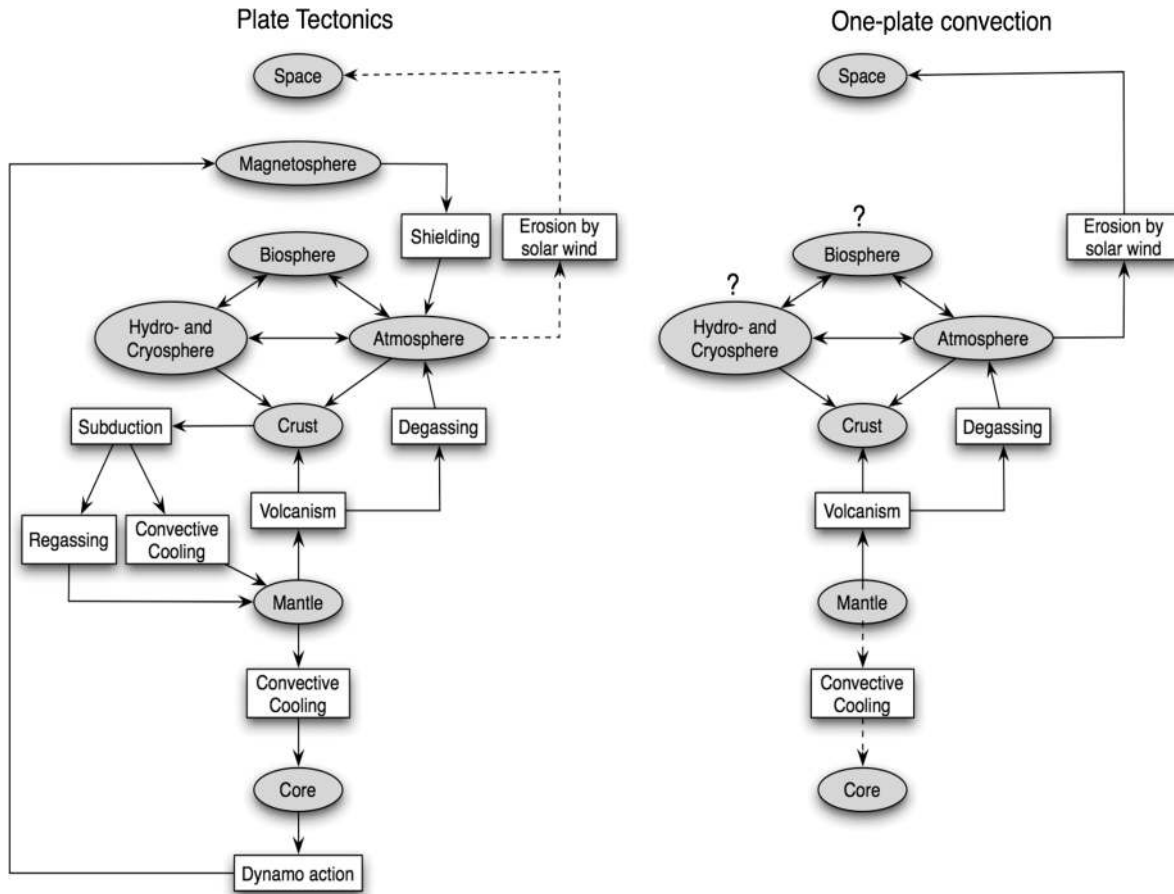 Plate Tectonics
Space
Magnetosphere
Shielding
Erosion by
solar wind
Biosphere
Hydro- and
Cryosphere
Atmosphere
Subduction
Crust
Degassing
Regassing
Convective
Cooling
Volcanism
Mantle
Convective
Cooling
Core
Dynamo action
One-plate convection
Space
Erosion by
solar wind
?
Biosphere
?
Hydro- and
Cryosphere
Atmosphere
Crust
Degassing
Volcanism
Mantle
Convective
Cooling
Core